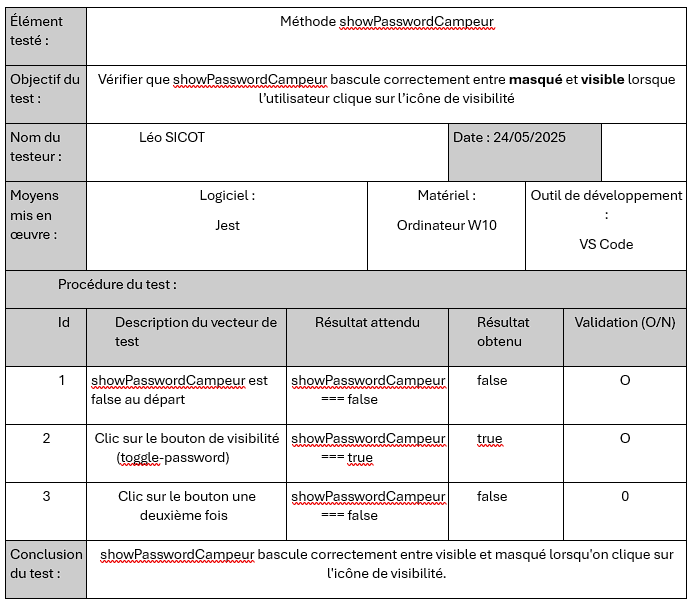 Élément testé :
Méthode showPasswordCampeur
Objectif du test :
Vérifier que showPasswordCampeur bascule correctement entre masqué et visible lorsque
l'utilisateur clique sur l'icône de visibilité
Nom du testeur :
Léo SICOT
Date : 24/05/2025
Moyens mis en œuvre :
Logiciel :
Jest
Matériel :
Ordinateur W10
Outil de développement :
VS Code
Procédure du test :
Id
Description du vecteur de test
Résultat attendu
Résultat obtenu
Validation (O/N)
1
showPasswordCampeur est
false au départ
showPasswordCampeur
=== false
false
O
2
Clic sur le bouton de visibilité
(toggle-password)
showPasswordCampeur
=== true
true
O
3
Clic sur le bouton une
deuxième fois
showPasswordCampeur
=== false
false
0
Conclusion du test :
showPasswordCampeur bascule correctement entre visible et masqué lorsqu'on clique sur
l'icône de visibilité.